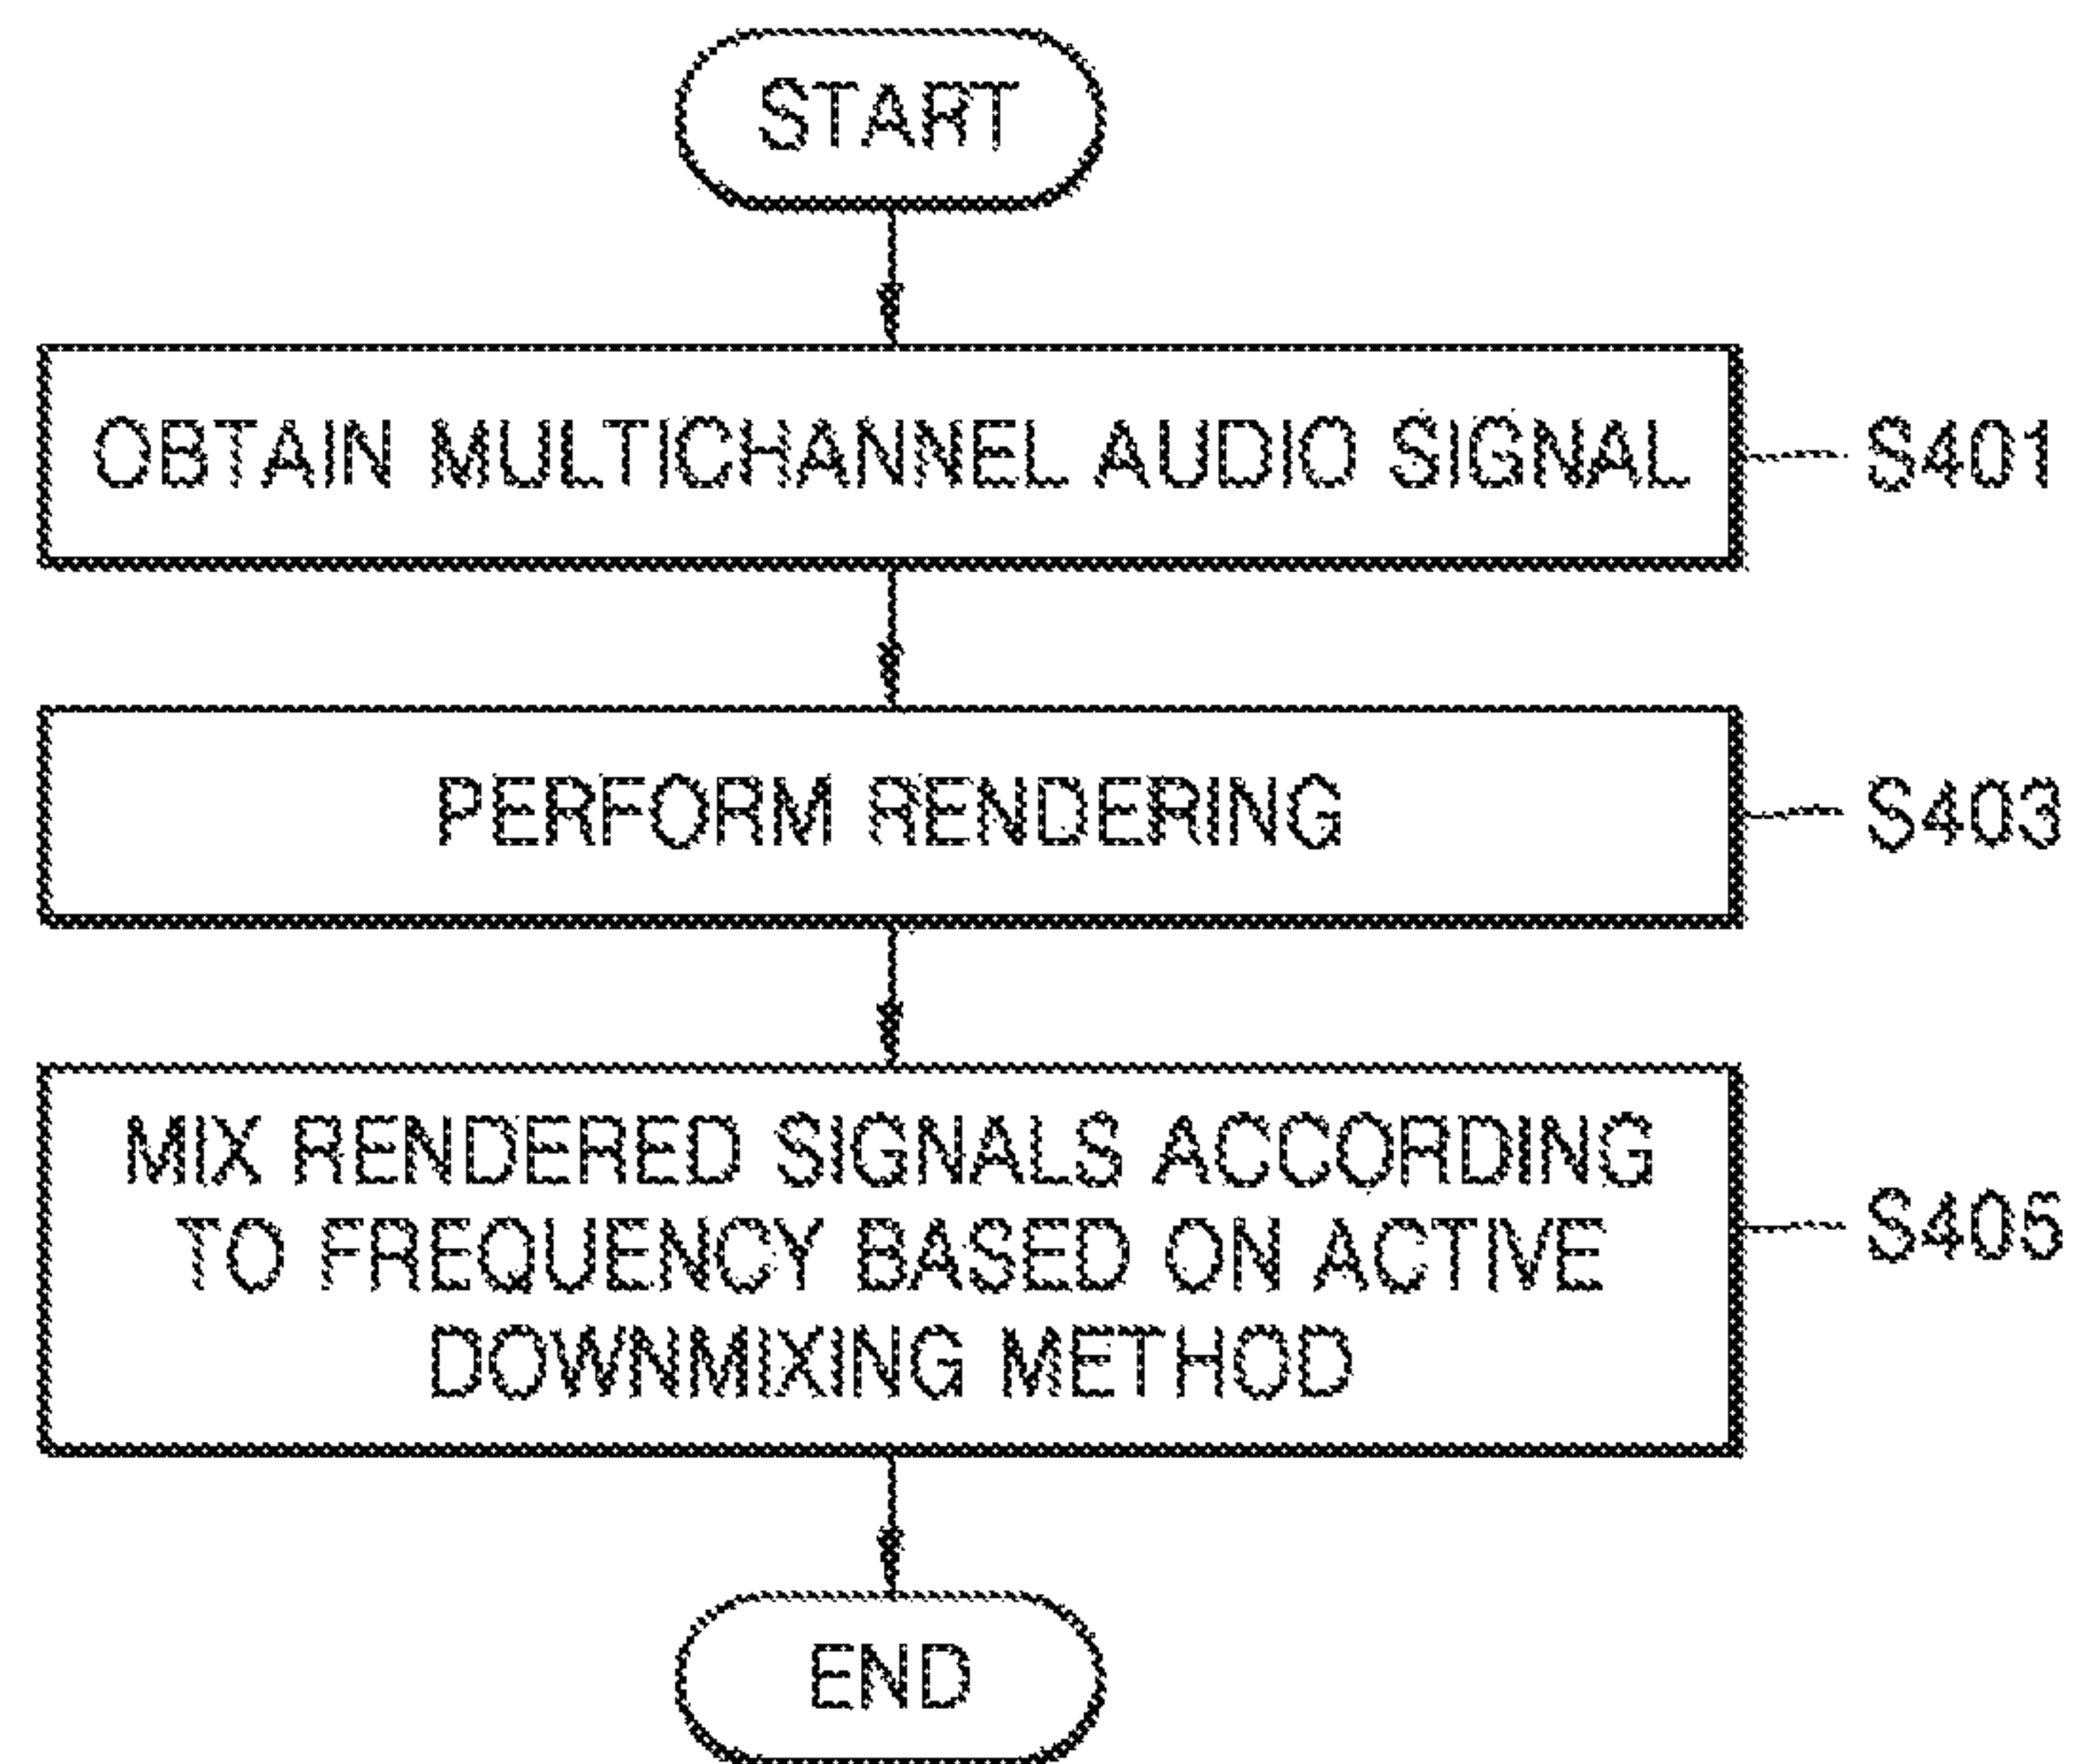 START
OBTAIN MULTICHANNEL AUDIO SIGNAL
S401
PERFORM RENDERING
S403
MIX RENDERED SIGNALS ACCORDING
TO FREQUENCY BASED ON ACTIVE
DOWNMIXING METHOD
S405
END